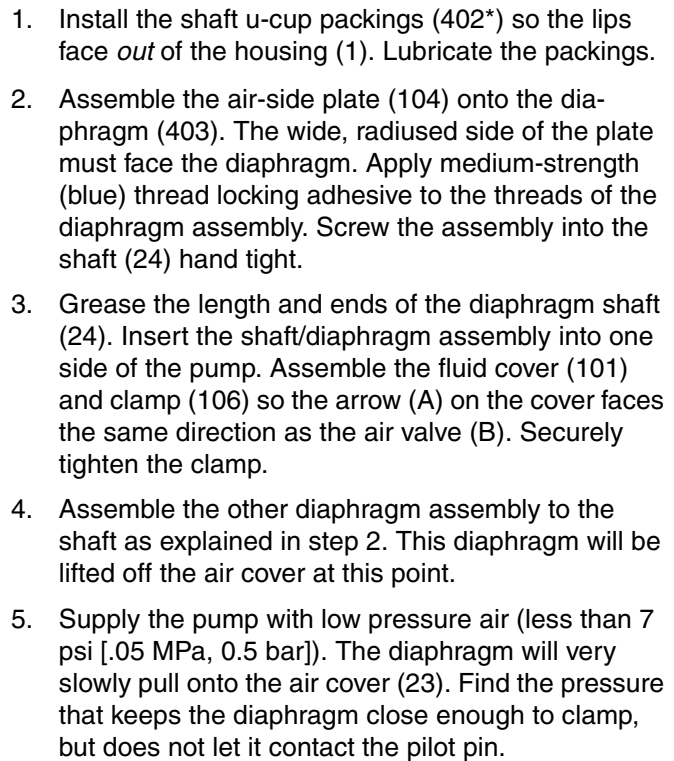 1. Install the shaft u-cup packings (402*) so the lips
face out of the housing (1). Lubricate the packings.
2. Assemble the air-side plate (104) onto the dia-
phragm (403). The wide, radiused side of the plate
must face the diaphragm. Apply medium-strength
(blue) thread locking adhesive to the threads of the
diaphragm assembly. Screw the assembly into the
shaft (24) hand tight.
3. Grease the length and ends of the diaphragm shaft
(24). Insert the shaft/diaphragm assembly into one
side of the pump. Assemble the fluid cover (101)
and clamp (106) so the arrow (A) on the cover faces
the same direction as the air valve (B). Securely
tighten the clamp.
4. Assemble the other diaphragm assembly to the
shaft as explained in step 2. This diaphragm will be
lifted off the air cover at this point.
5. Supply the pump with low pressure air (less than 7
psi [.05 MPa, 0.5 bar]). The diaphragm will very
slowly pull onto the air cover (23). Find the pressure
that keeps the diaphragm close enough to clamp,
but does not let it contact the pilot pin.